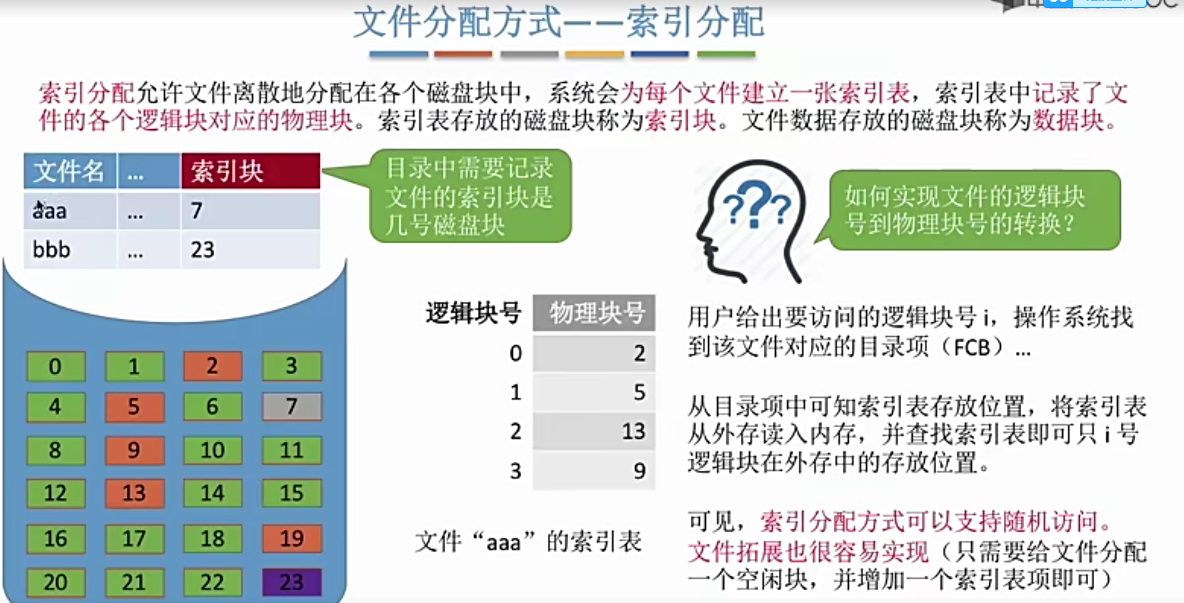 文件分配方式——索引分配
索引分配允许文件离散地分配在各个磁盘块中，系统会为每个文件建立一张索引表，索引表中记录了文
件的各个逻辑块对应的物理块。索引表存放的磁盘块称为索引块。文件数据存放的磁盘块称为数据块。
文件名 ... 索引块
aaa ... 7
bbb ... 23
目录中需要记录
文件的索引块是
几号磁盘块
???
如何实现文件的逻辑块
号到物理块号的转换？
0 1 2 3
4 5 6 7
8 9 10 11
12 13 14 15
16 17 18 19
20 21 22 23
逻辑块号 物理块号
0 2
1 5
2 13
3 9
文件“aaa”的索引表
用户给出要访问的逻辑块号 i，操作系统找
到该文件对应的目录项（FCB）...
从目录项中可知索引表存放位置，将索引表
从外存读入内存，并查找索引表即可只 i 号
逻辑块在外存中的存放位置。
可见，索引分配方式可以支持随机访问。
文件拓展也很容易实现（只需要给文件分配
一个空闲块，并增加一个索引表项即可）